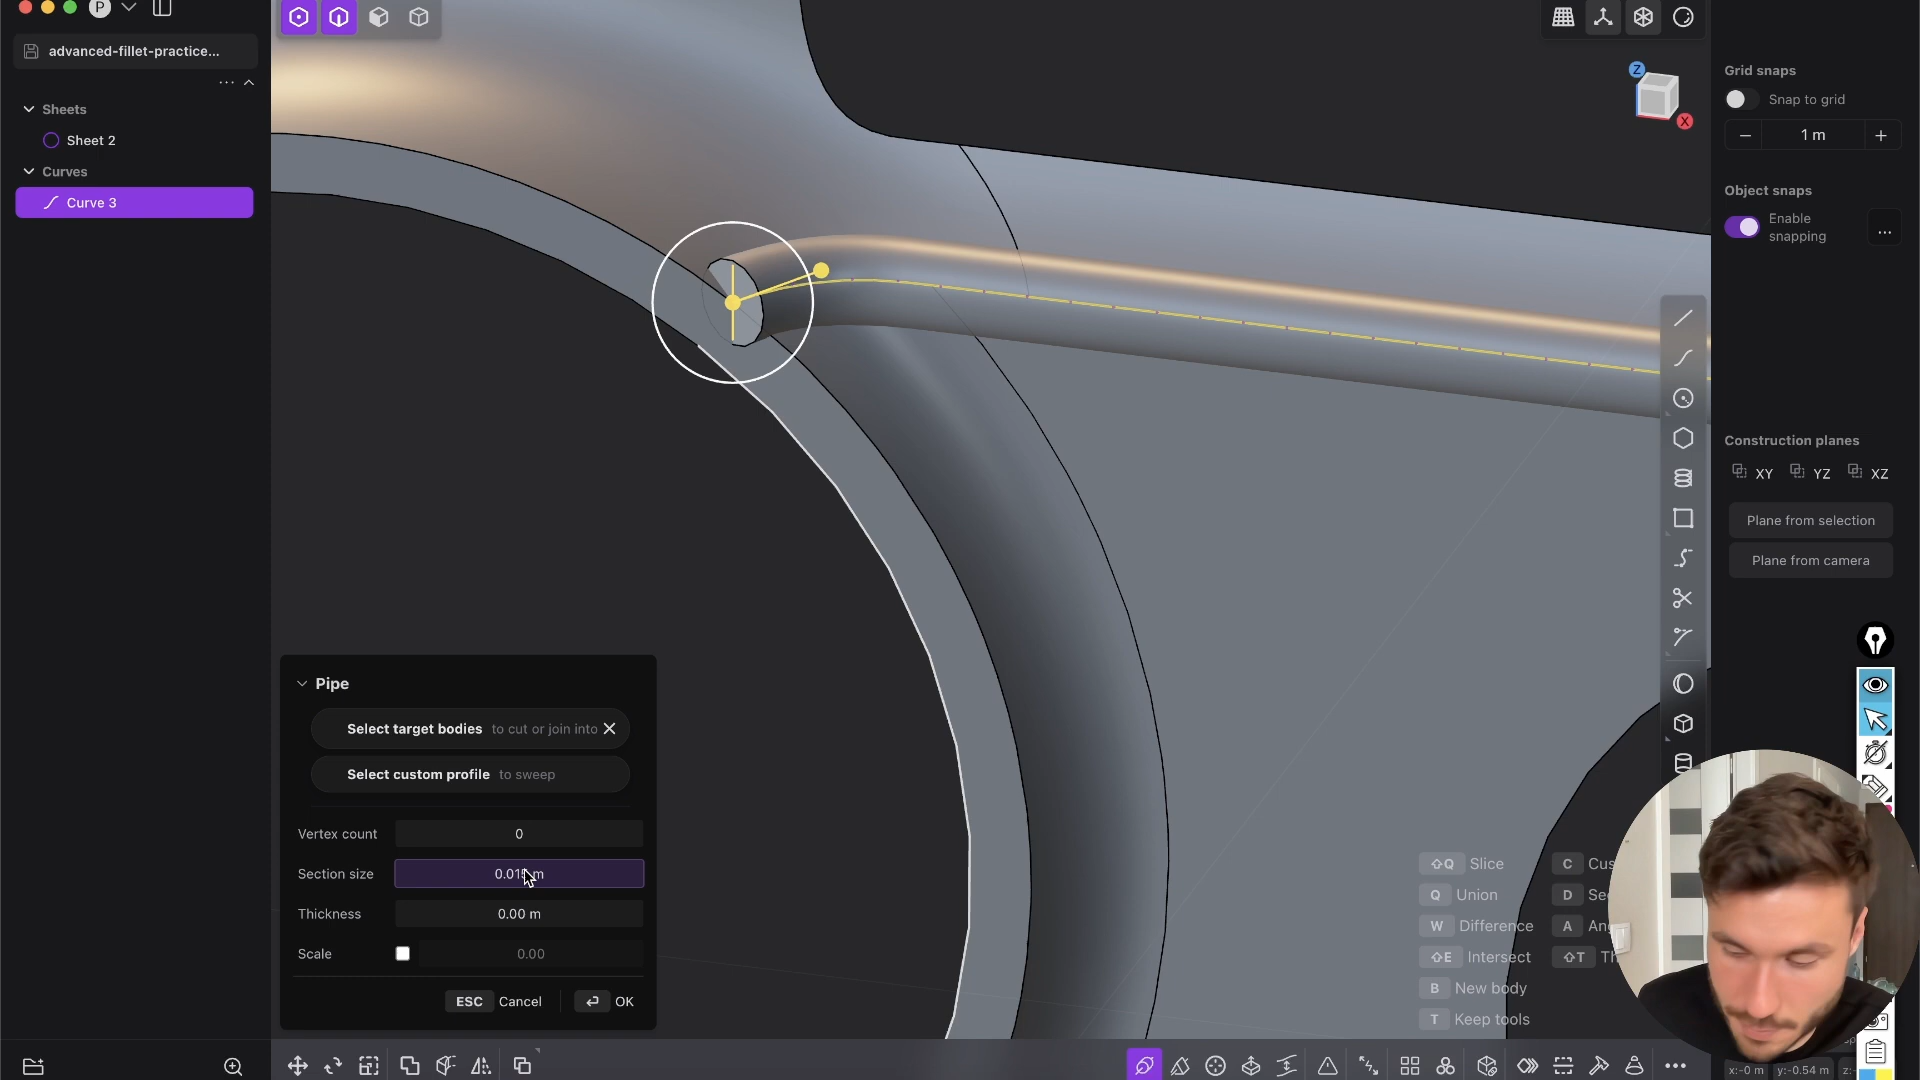 P
advanced-fillet-practice...
Sheets
Sheet 2
Curves
Curve 3
Z
X
Grid snaps
Snap to grid
1 m
Object snaps
Enable
snapping
Construction planes
XY YZ XZ
Plane from selection
Plane from camera
Pipe
Select target bodies to cut or join into
Select custom profile to sweep
Vertex count 0
Section size
Thickness 0.00 m
Scale 0.00
ESC Cancel OK
⇧Q Slice C
Q Union D
W Difference A
⇧E Intersect ⇧T
B New body
T Keep tools
x:-0 m y:-0.54 m z:-